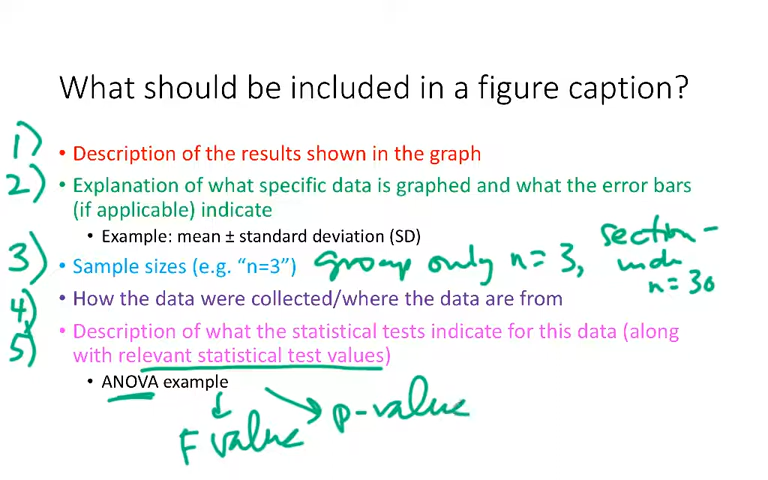 What should be included in a figure caption?
1) • Description of the results shown in the graph
2) • Explanation of what specific data is graphed and what the error bars
(if applicable) indicate
• Example: mean ± standard deviation (SD)
3) • Sample sizes (e.g. “n=3”) group only n = 3, section -
wide
n = 30
4) • How the data were collected/where the data are from
5) • Description of what the statistical tests indicate for this data (along
with relevant statistical test values)
• ANOVA example
F value
p-value